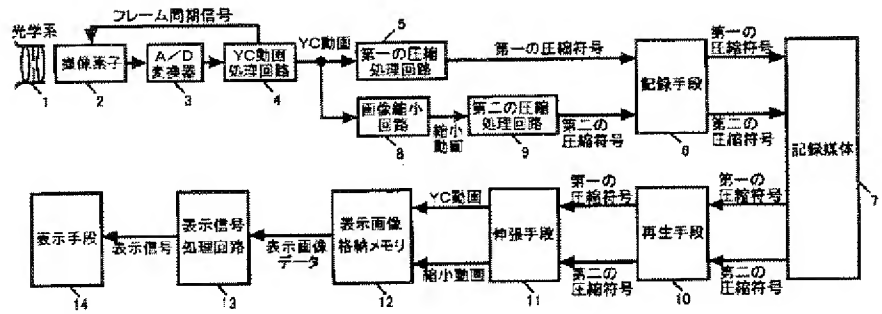 フレーム同期信号
光学系
撮像素子
A/D
変換器
YC動画
処理回路
YC動画
5
第一の圧縮
処理回路
第一の圧縮符号
記録手段
第一の
圧縮符号
1
2
3
4
画像縮小
回路
縮小
動画
第二の圧縮
処理回路
第二の
圧縮符号
第二の
圧縮符号
8
9
6
記録媒体
7
表示手段
表示信号
表示信号
処理回路
表示画像
データ
表示画像
格納メモリ
YC動画
縮小動画
伸張手段
第一の
圧縮符号
第二の
圧縮符号
再生手段
第一の
圧縮符号
第二の
圧縮符号
14
13
12
11
10